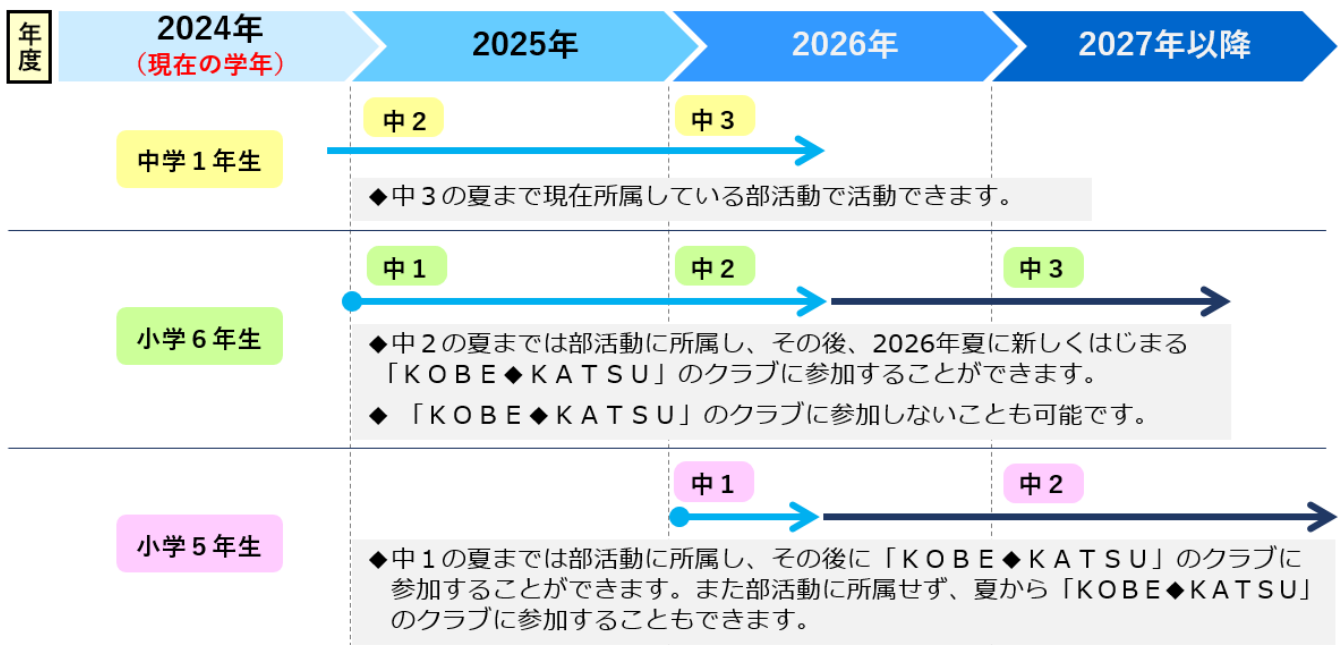 年度
2024年
（現在の学年）
2025年
2026年
2027年以降
中学１年生
中２
中３
◆中３の夏まで現在所属している部活動で活動できます。
小学６年生
中１
中２
中３
◆中２の夏までは部活動に所属し、その後、2026年夏に新しくはじまる
「ＫＯＢＥ◆ＫＡＴＳＵ」のクラブに参加することができます。
◆ 「ＫＯＢＥ◆ＫＡＴＳＵ」のクラブに参加しないことも可能です。
小学５年生
中１
中２
◆中１の夏までは部活動に所属し、その後に「ＫＯＢＥ◆ＫＡＴＳＵ」のクラブに
参加することができます。また部活動に所属せず、夏から「ＫＯＢＥ◆ＫＡＴＳＵ」
のクラブに参加することもできます。